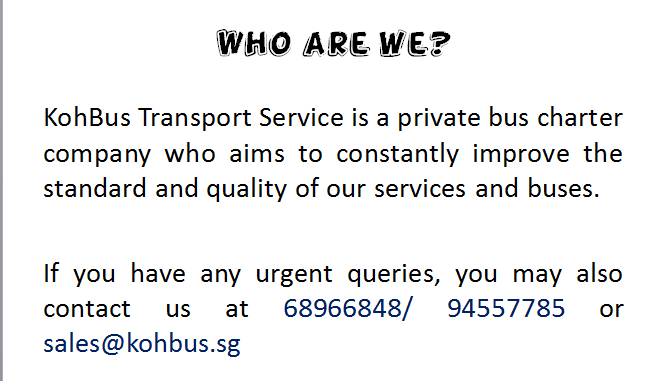 WHO ARE WE?
KohBus Transport Service is a private bus charter
company who aims to constantly improve the
standard and quality of our services and buses.
If you have any urgent queries, you may also
contact us at 68966848/ 94557785 or
sales@kohbus.sg